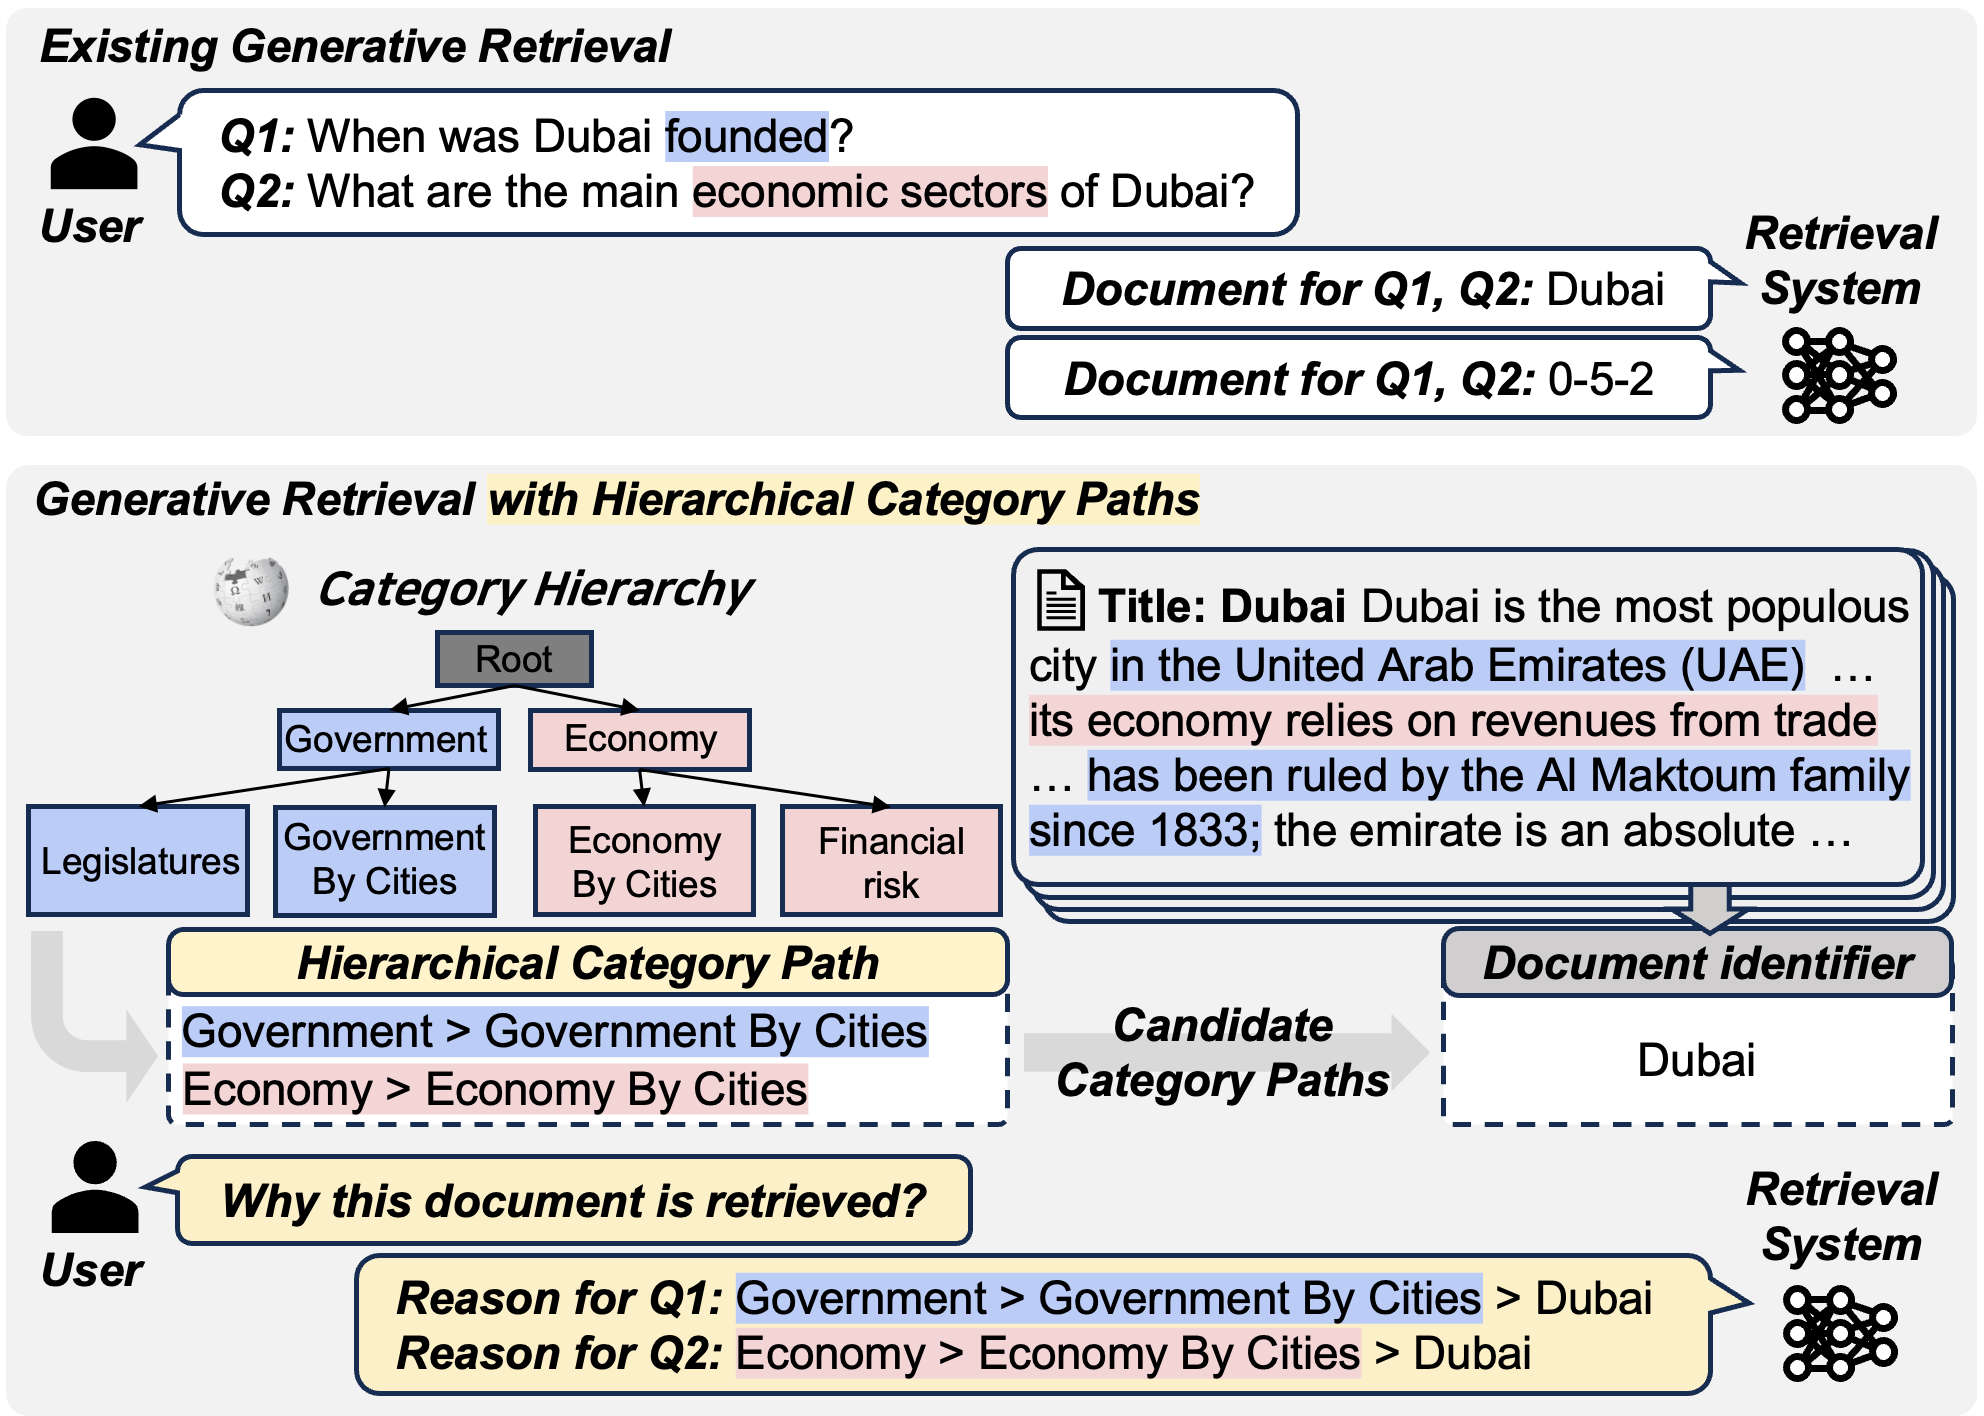 Existing Generative Retrieval
Q1: When was Dubai founded?
Q2: What are the main economic sectors of Dubai?
User
Retrieval
System
Document for Q1, Q2: Dubai
Document for Q1, Q2: 0-5-2
Generative Retrieval with Hierarchical Category Paths
Category Hierarchy
Root
Government
Economy
Legislatures
Government
By Cities
Economy
By Cities
Financial
risk
Title: Dubai Dubai is the most populous
city in the United Arab Emirates (UAE) …
its economy relies on revenues from trade
… has been ruled by the Al Maktoum family
since 1833; the emirate is an absolute …
Hierarchical Category Path
Government > Government By Cities
Economy > Economy By Cities
Candidate
Category Paths
Document identifier
Dubai
User
Why this document is retrieved?
Retrieval
System
Reason for Q1: Government > Government By Cities > Dubai
Reason for Q2: Economy > Economy By Cities > Dubai